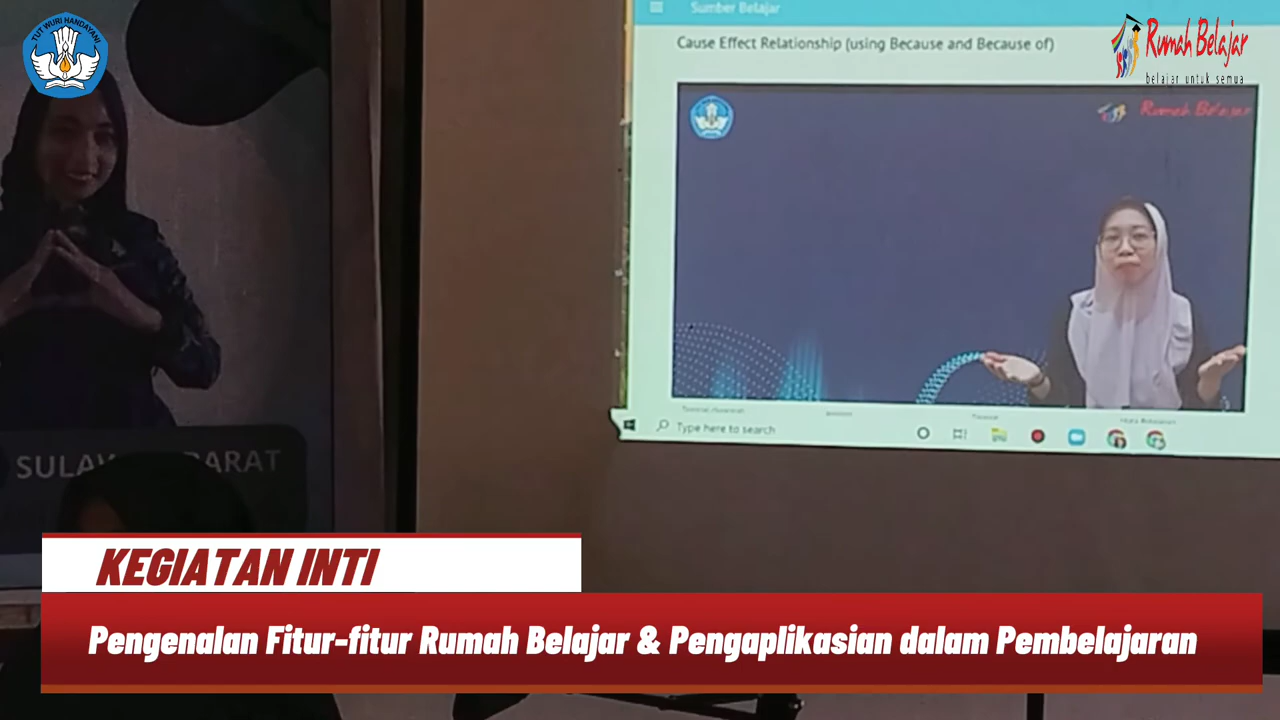 TUT WURI HANDAYANI
Sumber Belajar
Cause Effect Relationship (using Because and Because of)
Rumah Belajar
belajar untuk semua
Rumah Belajar
Type here to search
SULAWESI BARAT
KEGIATAN INTI
Pengenalan Fitur-fitur Rumah Belajar & Pengaplikasian dalam Pembelajaran